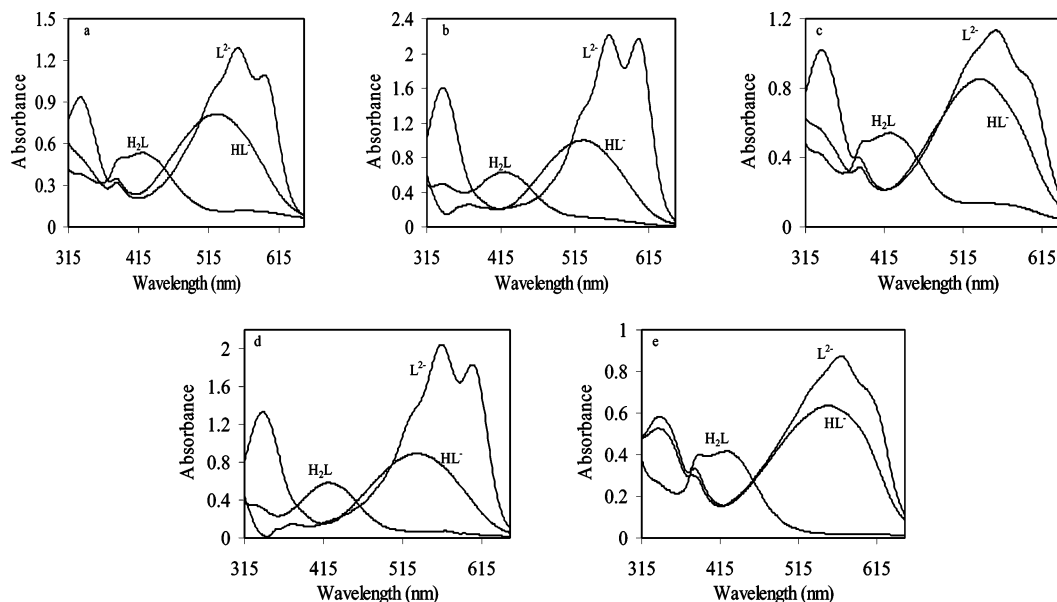 a
Absorbance
1.5
1.2
0.9
0.6
0.3
0
L²⁻
H₂L
HL⁻
315 415 515 615
Wavelength (nm)
b
Absorbance
2.4
2.0
1.6
1.2
0.8
0.4
0
L²⁻
H₂L
HL⁻
315 415 515 615
Wavelength (nm)
c
Absorbance
1.2
0.9
0.6
0.3
0
L²⁻
H₂L
HL⁻
315 415 515 615
Wavelength (nm)
d
Absorbance
2
1.6
1.2
0.8
0.4
0
L²⁻
H₂L
HL⁻
315 415 515 615
Wavelength (nm)
e
Absorbance
1
0.8
0.6
0.4
0.2
0
L²⁻
H₂L
HL⁻
315 415 515 615
Wavelength (nm)